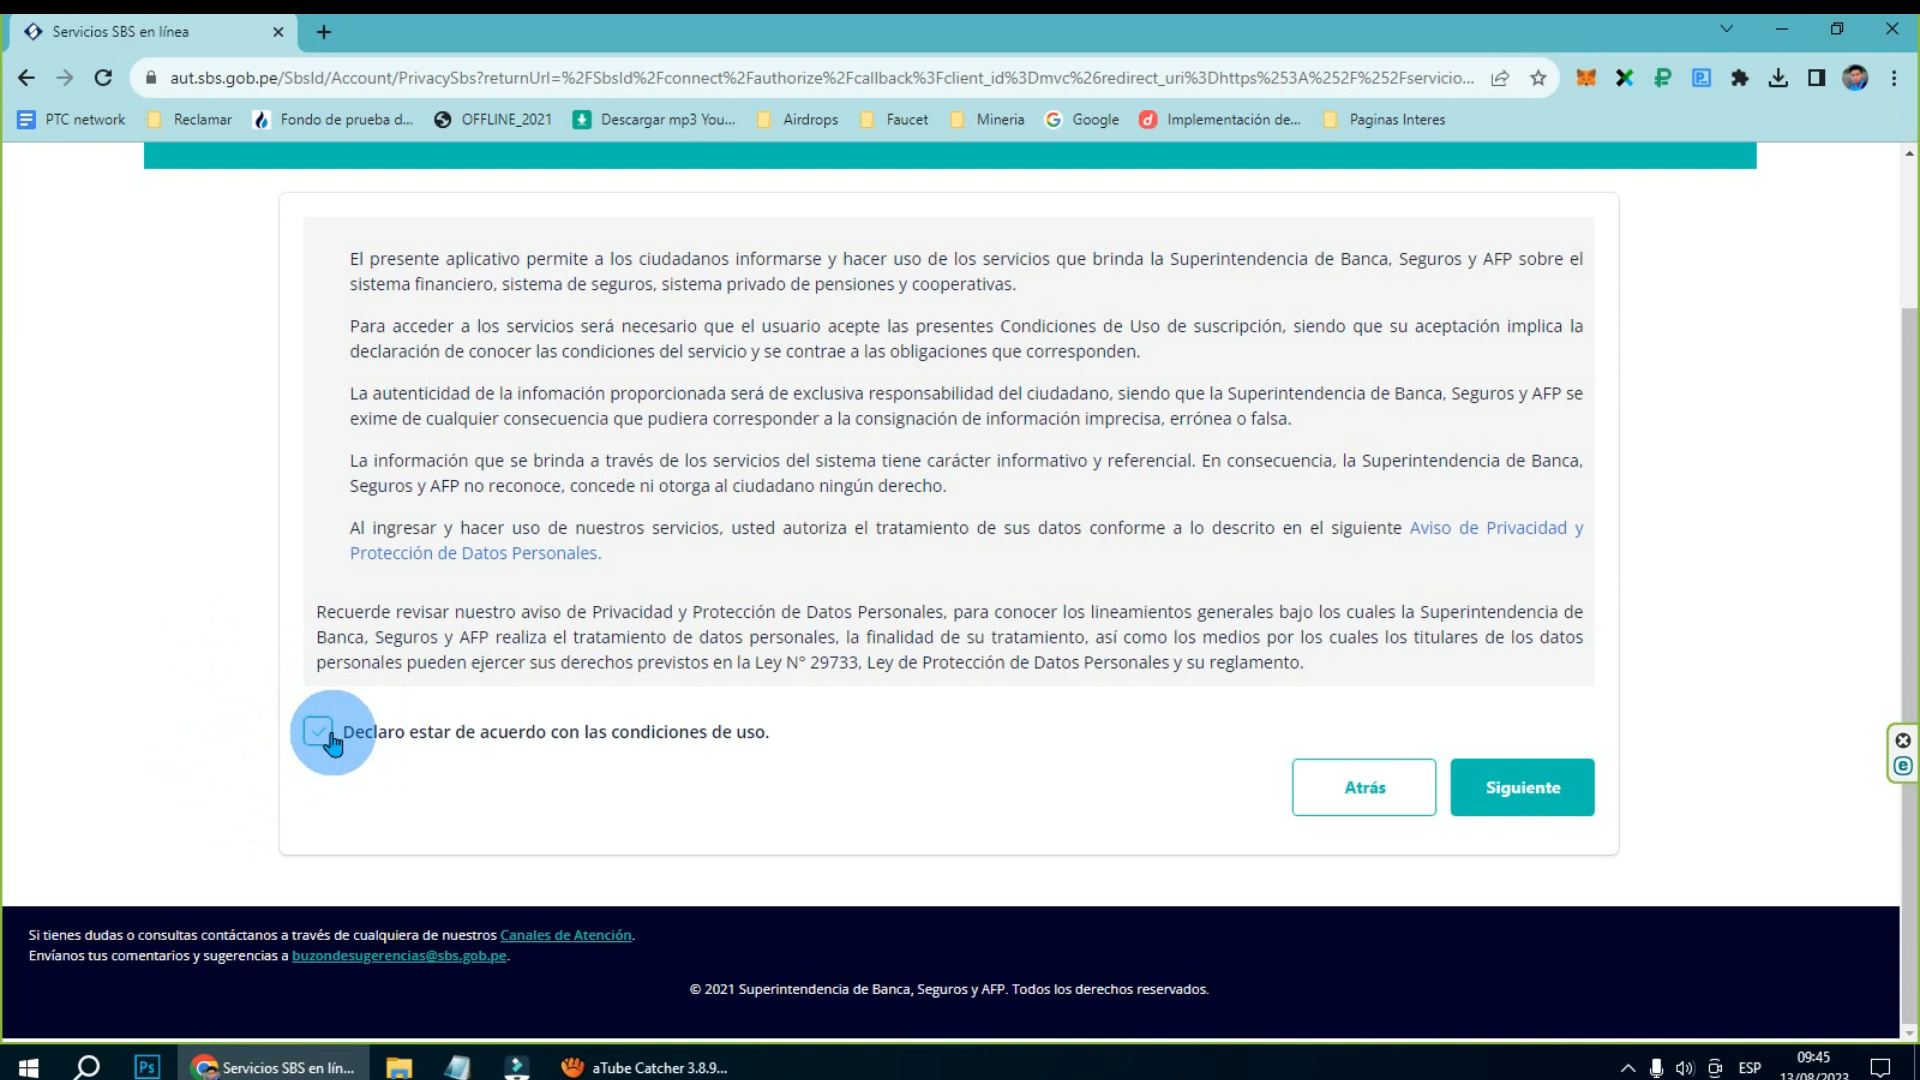 Servicios SBS en línea
aut.sbs.gob.pe/SbsId/Account/PrivacySbs?returnUrl=%2FSbsId%2Fconnect%2Fauthorize%2Fcallback%3Fclient_id%3Dmvc%26redirect_uri%3Dhttps%253A%252F%252Fservicio...
PTC network Reclamar Fondo de prueba d... OFFLINE_2021 Descargar mp3 You... Airdrops Faucet Mineria Google Implementación de... Paginas Interes
El presente aplicativo permite a los ciudadanos informarse y hacer uso de los servicios que brinda la Superintendencia de Banca, Seguros y AFP sobre el
sistema financiero, sistema de seguros, sistema privado de pensiones y cooperativas.
Para acceder a los servicios será necesario que el usuario acepte las presentes Condiciones de Uso de suscripción, siendo que su aceptación implica la
declaración de conocer las condiciones del servicio y se contrae a las obligaciones que corresponden.
La autenticidad de la infomación proporcionada será de exclusiva responsabilidad del ciudadano, siendo que la Superintendencia de Banca, Seguros y AFP se
exime de cualquier consecuencia que pudiera corresponder a la consignación de información imprecisa, errónea o falsa.
La información que se brinda a través de los servicios del sistema tiene carácter informativo y referencial. En consecuencia, la Superintendencia de Banca,
Seguros y AFP no reconoce, concede ni otorga al ciudadano ningún derecho.
Al ingresar y hacer uso de nuestros servicios, usted autoriza el tratamiento de sus datos conforme a lo descrito en el siguiente Aviso de Privacidad y
Protección de Datos Personales.
Recuerde revisar nuestro aviso de Privacidad y Protección de Datos Personales, para conocer los lineamientos generales bajo los cuales la Superintendencia de
Banca, Seguros y AFP realiza el tratamiento de datos personales, la finalidad de su tratamiento, así como los medios por los cuales los titulares de los datos
personales pueden ejercer sus derechos previstos en la Ley N° 29733, Ley de Protección de Datos Personales y su reglamento.
Declaro estar de acuerdo con las condiciones de uso.
Atrás Siguiente
Si tienes dudas o consultas contáctanos a través de cualquiera de nuestros Canales de Atención.
Envíanos tus comentarios y sugerencias a buzondesugerencias@sbs.gob.pe.
© 2021 Superintendencia de Banca, Seguros y AFP. Todos los derechos reservados.
Ps Servicios SBS en lín... aTube Catcher 3.8.9... ESP 09:45
13/08/2023